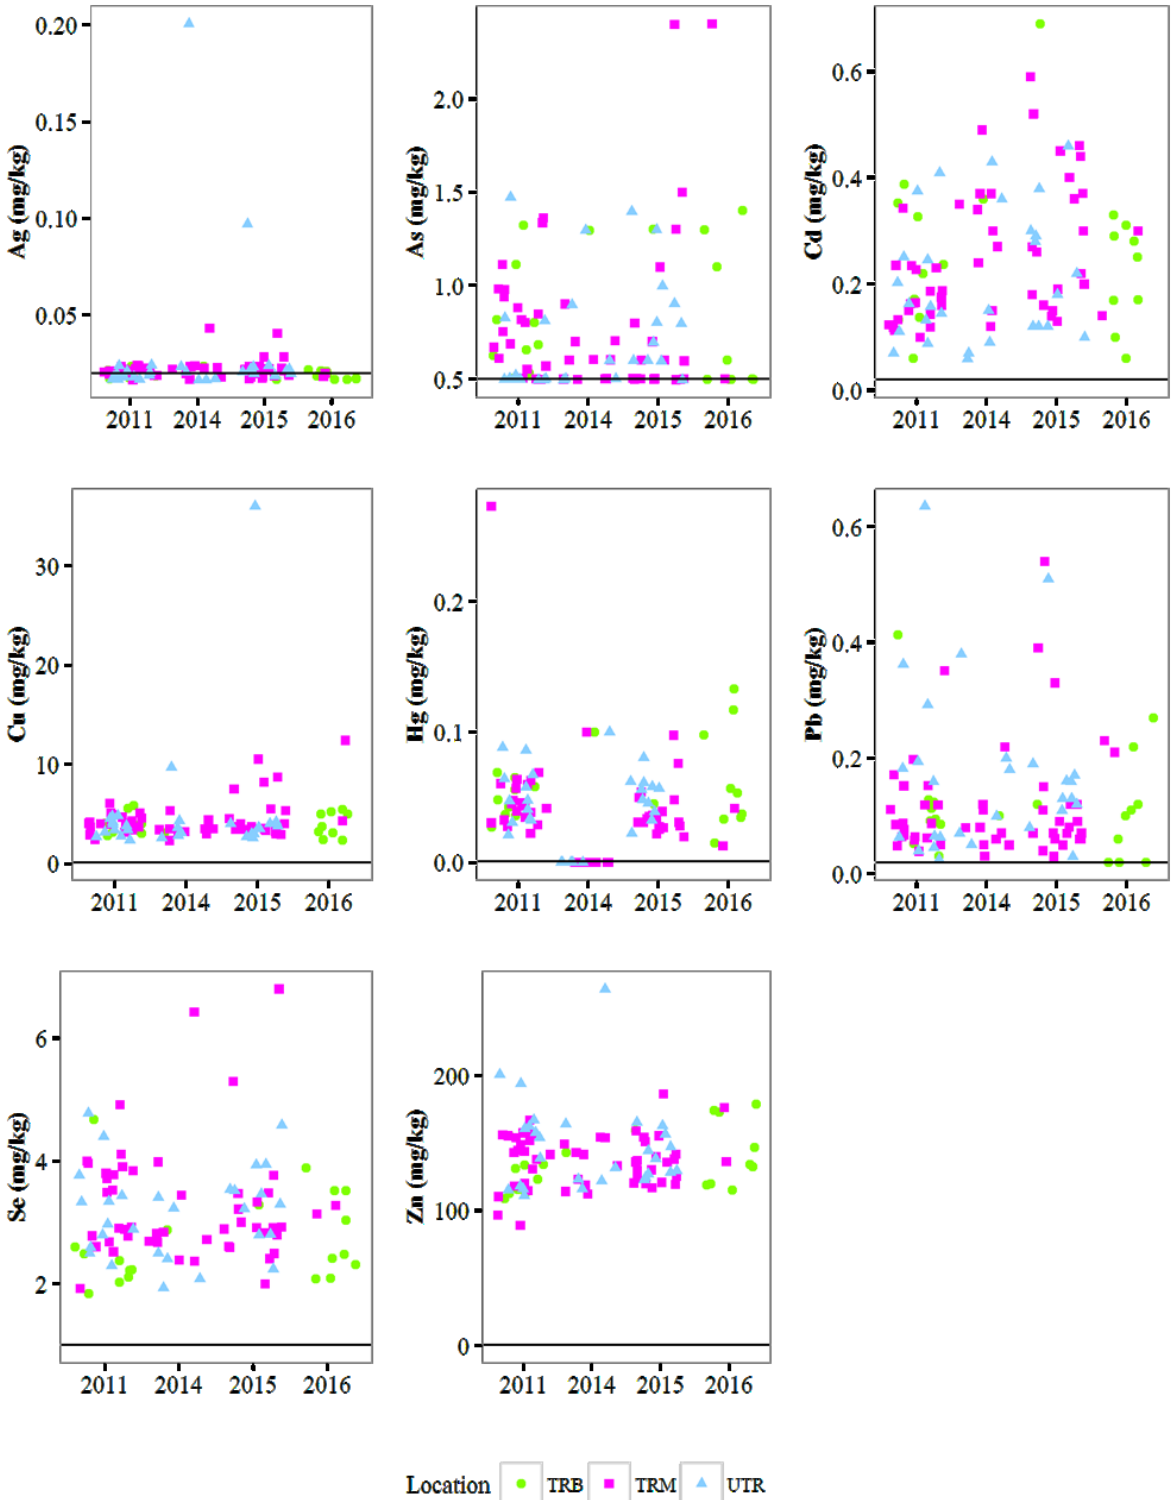 Ag (mg/kg)
0.20
0.15
0.10
0.05
2011 2014 2015 2016
As (mg/kg)
2.0
1.5
1.0
0.5
2011 2014 2015 2016
Cd (mg/kg)
0.6
0.4
0.2
0.0
2011 2014 2015 2016
Cu (mg/kg)
30
20
10
0
2011 2014 2015 2016
Hg (mg/kg)
0.2
0.1
0.0
2011 2014 2015 2016
Pb (mg/kg)
0.6
0.4
0.2
0.0
2011 2014 2015 2016
Se (mg/kg)
6
4
2
2011 2014 2015 2016
Zn (mg/kg)
200
100
0
2011 2014 2015 2016
Location TRB TRM UTR